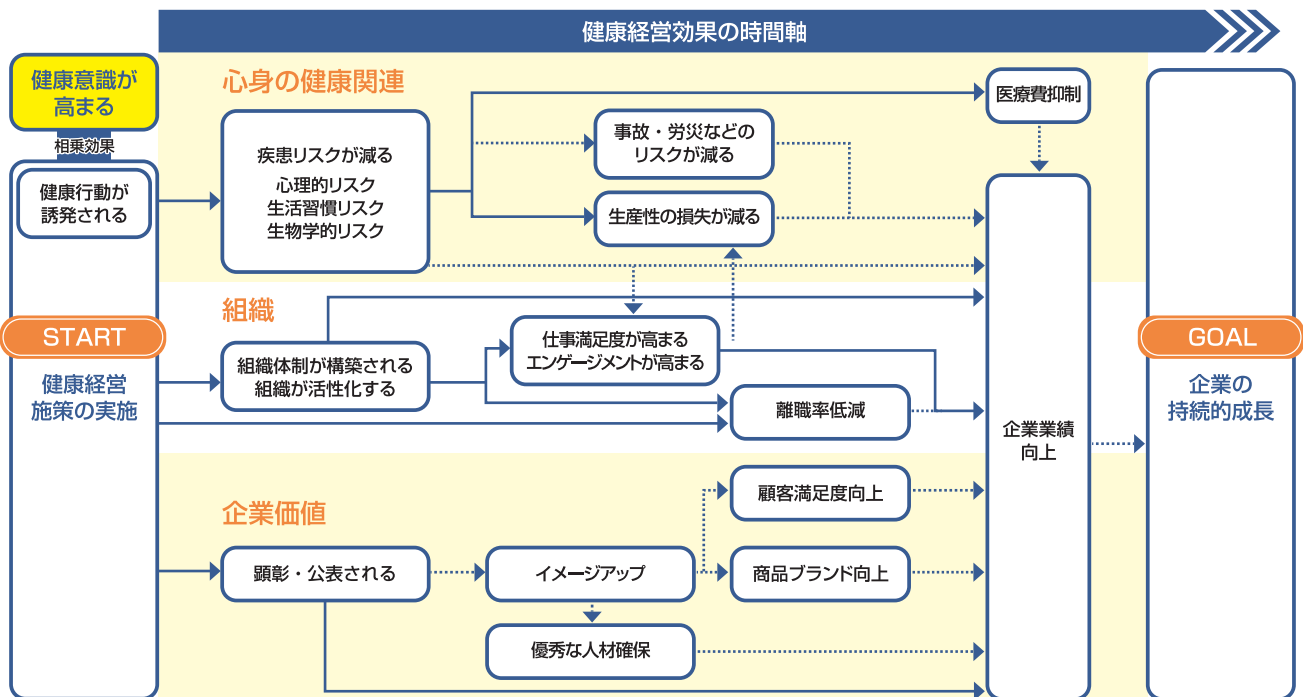 健康経営効果の時間軸
健康意識が
高まる
相乗効果
健康行動が
誘発される
START
健康経営
施策の実施
心身の健康関連
疾患リスクが減る
心理的リスク
生活習慣リスク
生物学的リスク
事故・労災などの
リスクが減る
生産性の損失が減る
医療費抑制
組織
組織体制が構築される
組織が活性化する
仕事満足度が高まる
エンゲージメントが高まる
離職率低減
企業価値
顕彰・公表される
イメージアップ
優秀な人材確保
顧客満足度向上
商品ブランド向上
企業業績
向上
GOAL
企業の
持続的成長